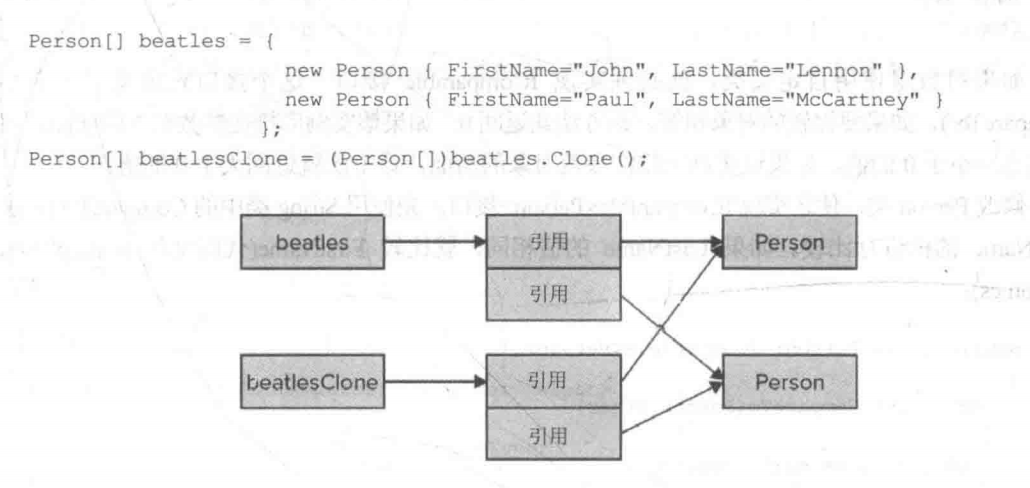 Person[] beatles = {
new Person { FirstName="John", LastName="Lennon" },
new Person { FirstName="Paul", LastName="McCartney" }
};
Person[] beatlesClone = (Person[])beatles.Clone();
beatles
引用
Person
引用
beatlesClone
引用
Person
引用